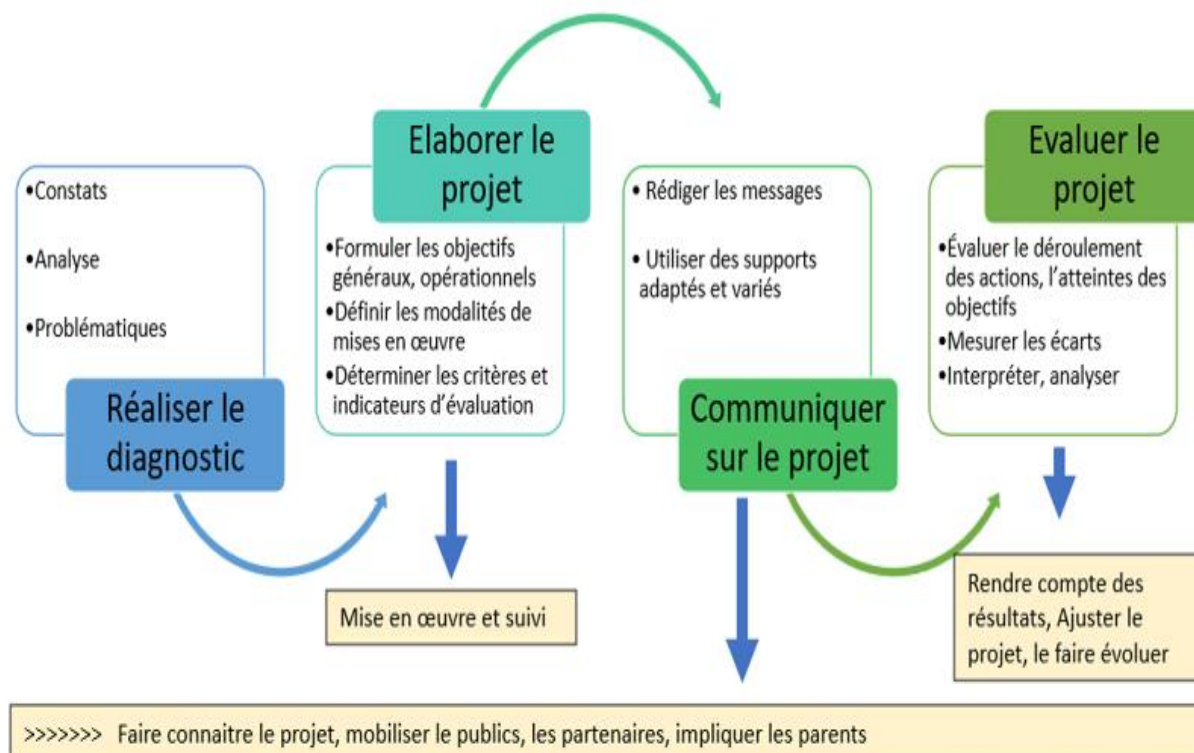 •Constats
•Analyse
•Problématiques
Réaliser le
diagnostic
Elaborer le
projet
•Formuler les objectifs
généraux, opérationnels
•Définir les modalités de
mises en œuvre
•Déterminer les critères et
indicateurs d’évaluation
Mise en œuvre et suivi
• Rédiger les messages
• Utiliser des supports
adaptés et variés
Communiquer
sur le projet
Evaluer le
projet
•Évaluer le déroulement
des actions, l’atteintes des
objectifs
•Mesurer les écarts
•Interpréter, analyser
Rendre compte des
résultats, Ajuster le
projet, le faire évoluer
>>>>>>> Faire connaitre le projet, mobiliser le publics, les partenaires, impliquer les parents